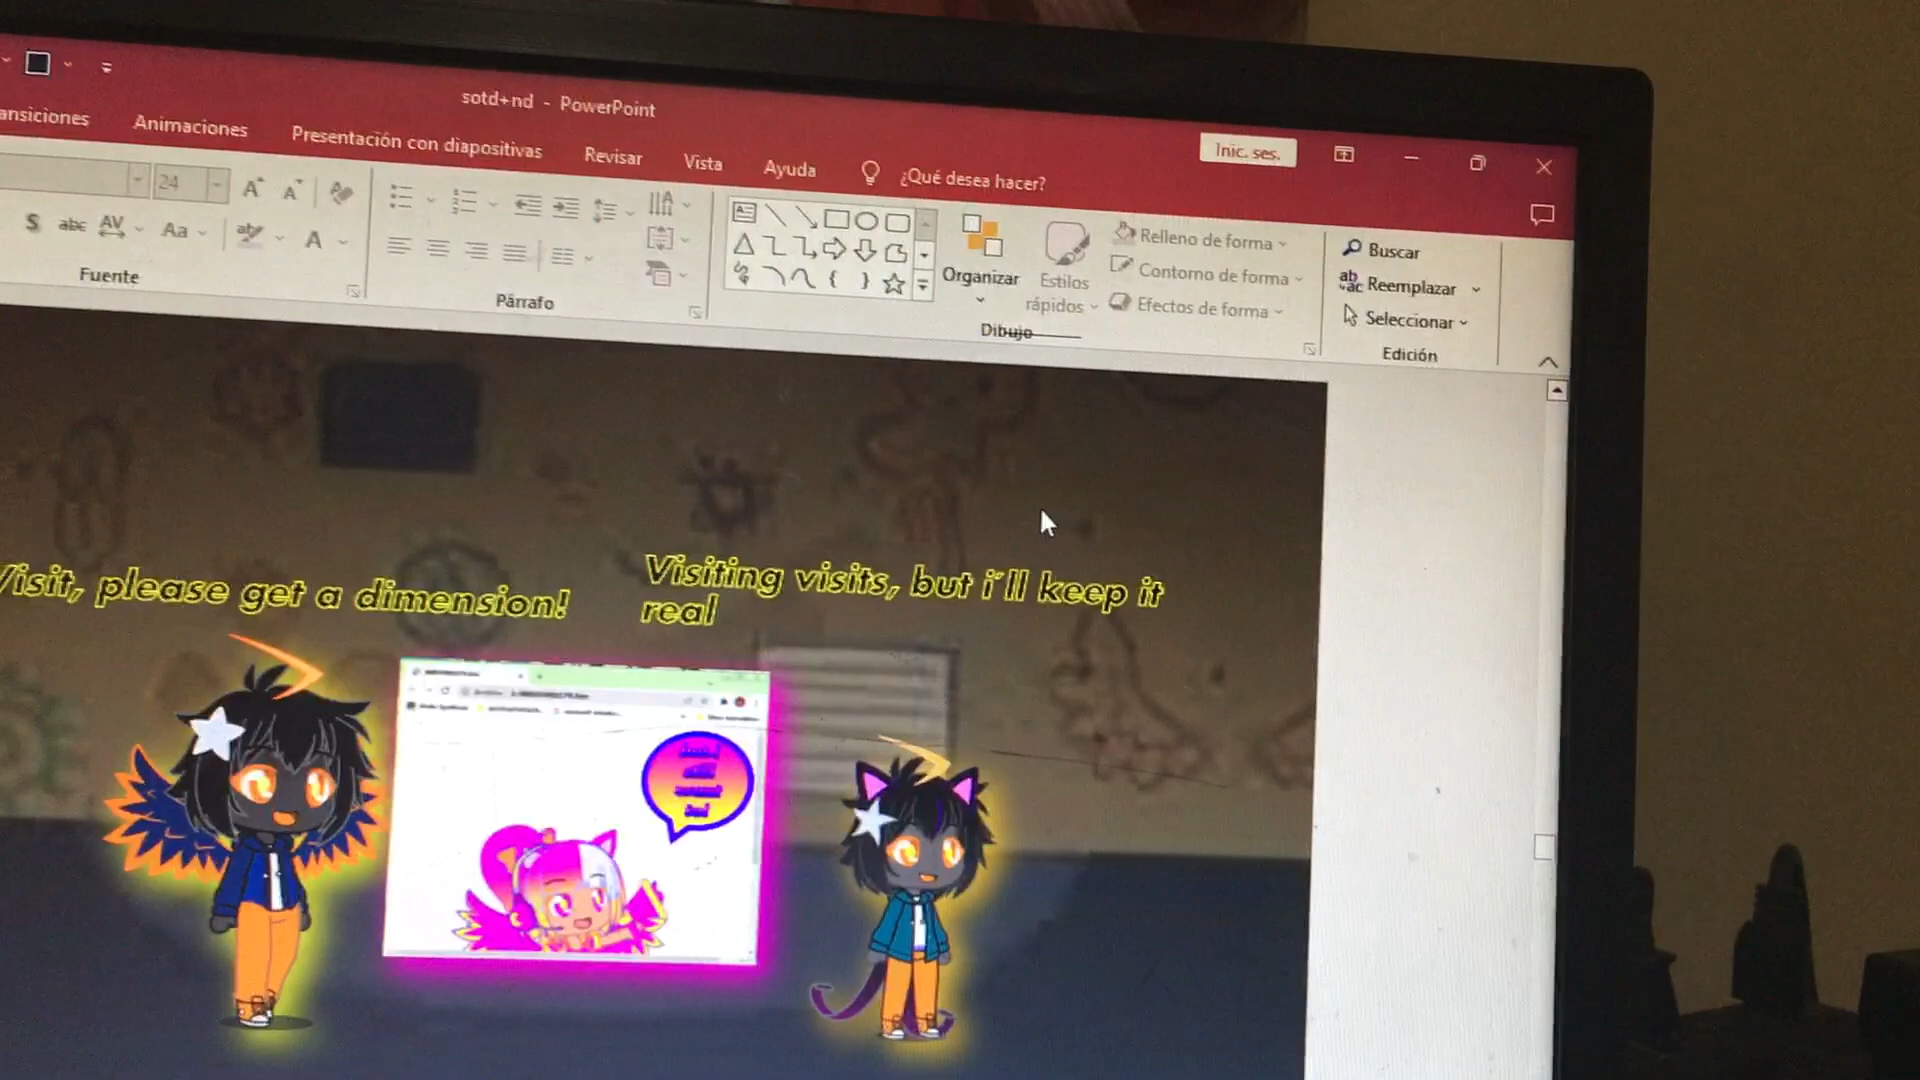 sotd+nd - PowerPoint
ansiciones Animaciones Presentación con diapositivas Revisar Vista Ayuda ¿Qué desea hacer? Inic. ses.
24
Fuente
Párrafo
Organizar
Estilos
rápidos
Dibujo
Relleno de forma
Contorno de forma
Efectos de forma
Buscar
Reemplazar
Seleccionar
Edición
Visit, please get a dimension!
Visiting visits, but i´ll keep it
real